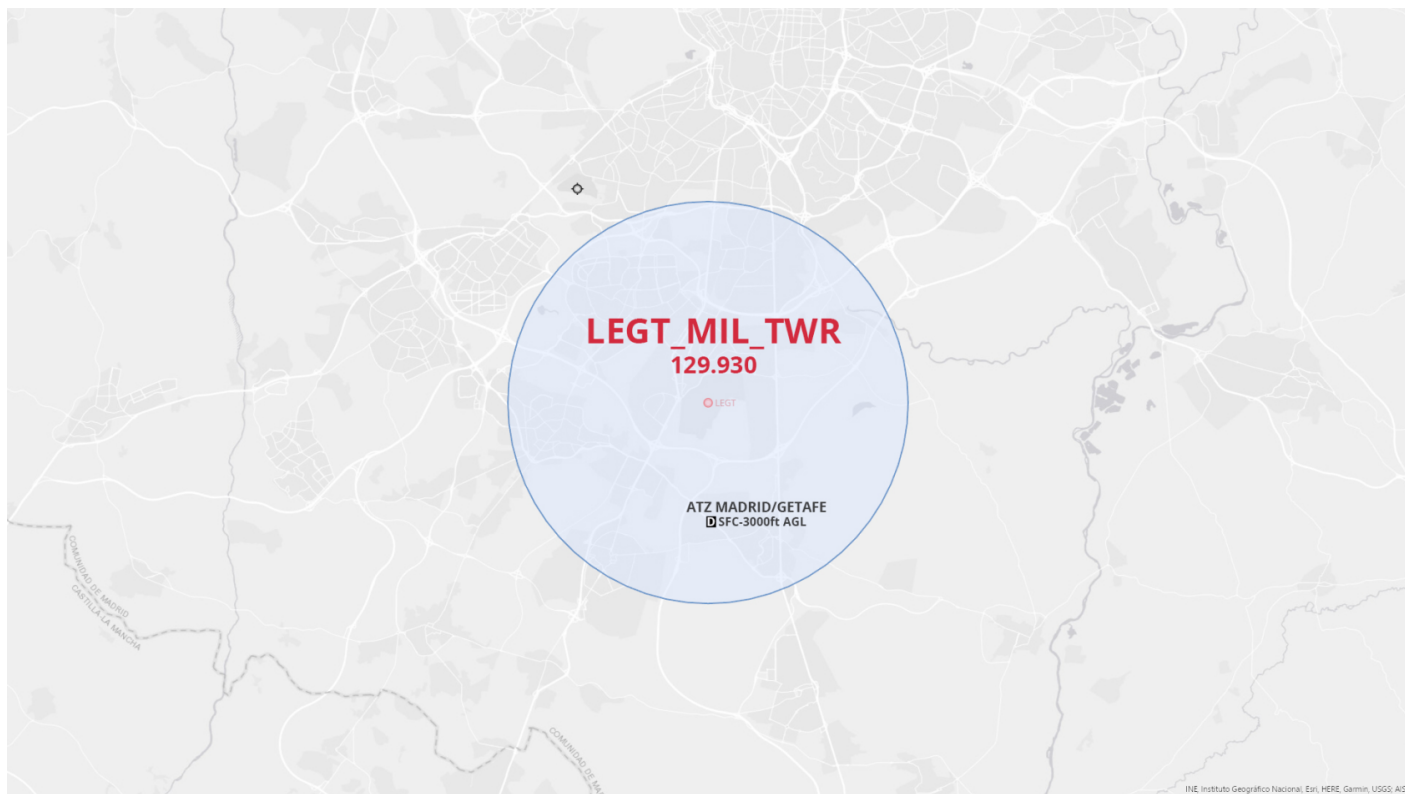 LEGT_MIL_TWR
129.930
LEGT
ATZ MADRID/GETAFE
D SFC-3000ft AGL
COMUNIDAD DE MADRID
CASTILLA-LA MANCHA
COMUNIDAD DE MA
INE, Instituto Geográfico Nacional, Esri, HERE, Garmin, USGS; AIS